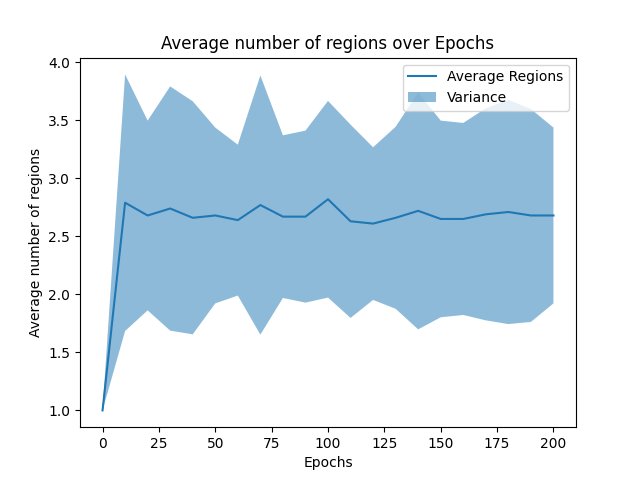 Average number of regions over Epochs
Average Regions
Variance
Average number of regions
4.0
3.5
3.0
2.5
2.0
1.5
1.0
0 25 50 75 100 125 150 175 200
Epochs